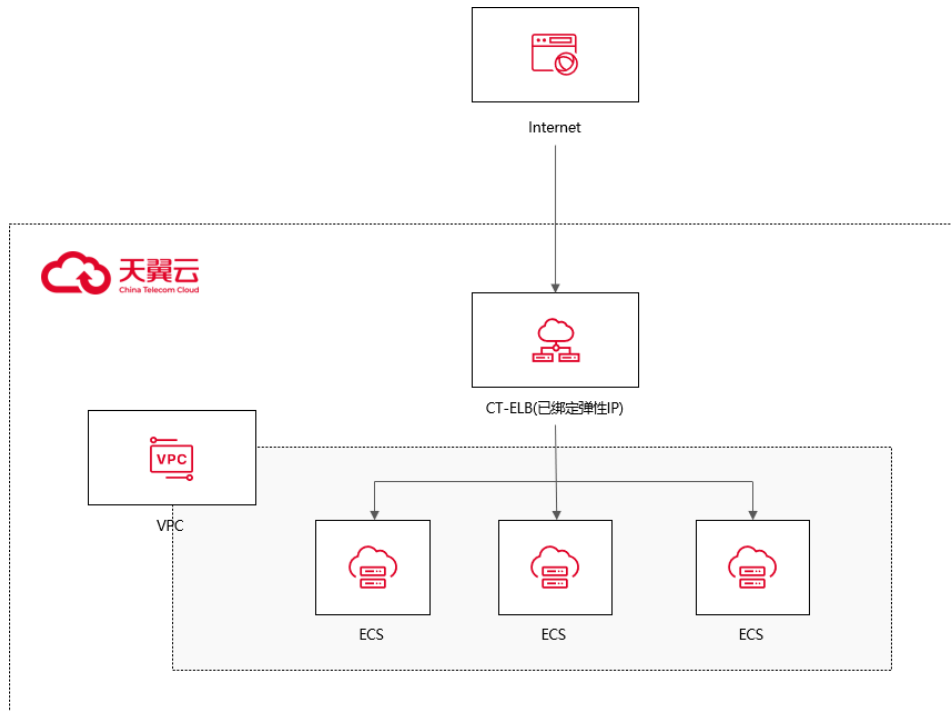 Internet
天翼云
China Telecom Cloud
CT-ELB(已绑定弹性IP)
VPC
VPC
ECS
ECS
ECS